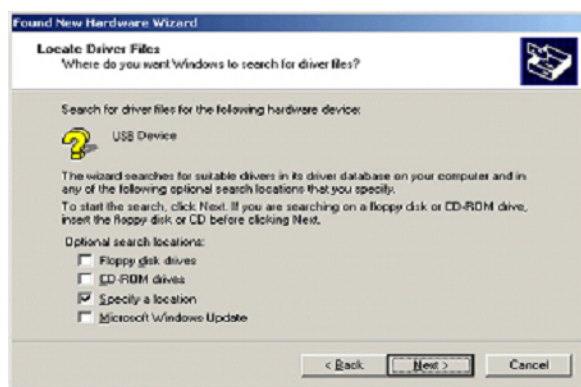 Found New Hardware Wizard
Locate Driver Files
Where do you want Windows to search for driver files?
Search for driver files for the following hardware device:
USB Device
The wizard searches for suitable drivers in its driver database on your computer and in
any of the following optional search locations that you specify.
To start the search, click Next. If you are searching on a floppy disk or CD-ROM drive,
insert the floppy disk or CD before clicking Next.
Optional search locations:
Floppy disk drives
CD-ROM drives
Specify a location
Microsoft Windows Update
< Back Next > Cancel